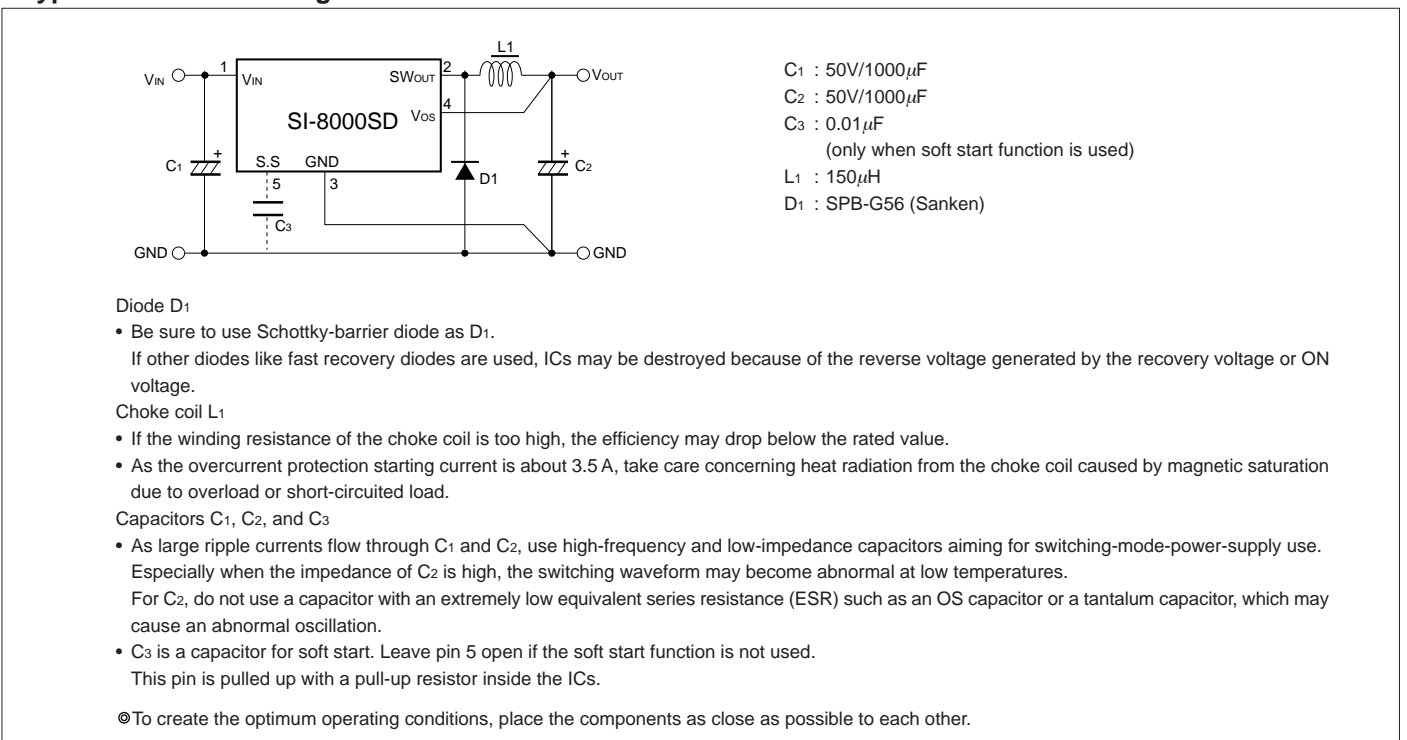 VIN
1
VIN
SWOUT
2
L1
VOUT
4
VOS
SI-8000SD
C1
+
S.S
GND
5
3
C3
D1
+
C2
GND
GND
C1 : 50V/1000μF
C2 : 50V/1000μF
C3 : 0.01μF
(only when soft start function is used)
L1 : 150μH
D1 : SPB-G56 (Sanken)
Diode D1
• Be sure to use Schottky-barrier diode as D1.
If other diodes like fast recovery diodes are used, ICs may be destroyed because of the reverse voltage generated by the recovery voltage or ON
voltage.
Choke coil L1
• If the winding resistance of the choke coil is too high, the efficiency may drop below the rated value.
• As the overcurrent protection starting current is about 3.5 A, take care concerning heat radiation from the choke coil caused by magnetic saturation
due to overload or short-circuited load.
Capacitors C1, C2, and C3
• As large ripple currents flow through C1 and C2, use high-frequency and low-impedance capacitors aiming for switching-mode-power-supply use.
Especially when the impedance of C2 is high, the switching waveform may become abnormal at low temperatures.
For C2, do not use a capacitor with an extremely low equivalent series resistance (ESR) such as an OS capacitor or a tantalum capacitor, which may
cause an abnormal oscillation.
• C3 is a capacitor for soft start. Leave pin 5 open if the soft start function is not used.
This pin is pulled up with a pull-up resistor inside the ICs.
◎To create the optimum operating conditions, place the components as close as possible to each other.